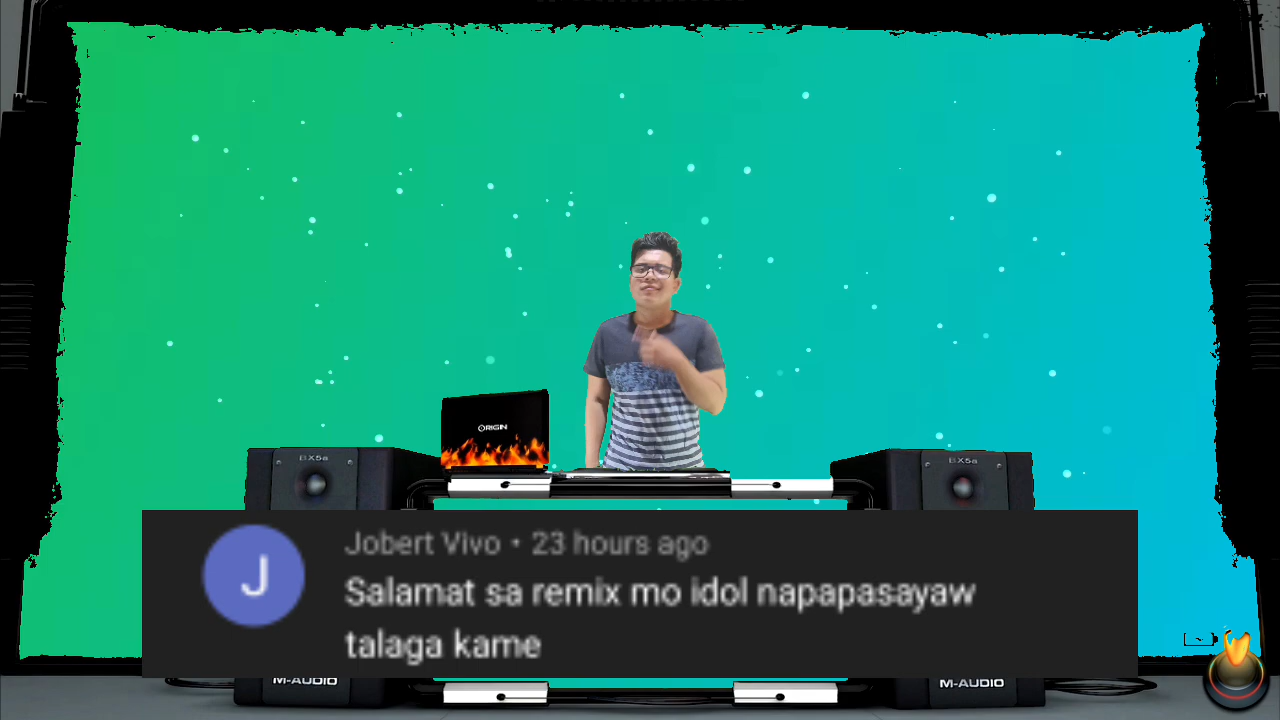 ORIGIN
BX5a
BX5a
J
Jobert Vivo • 23 hours ago
Salamat sa remix mo idol napapasayaw
talaga kame
M-AUDIO
M-AUDIO